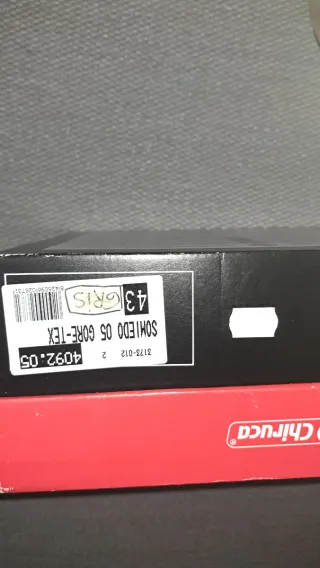 Chiruca®
4092.05
3173-012 2
SOMIEDO 05 GORE-TEX
43 GRIS